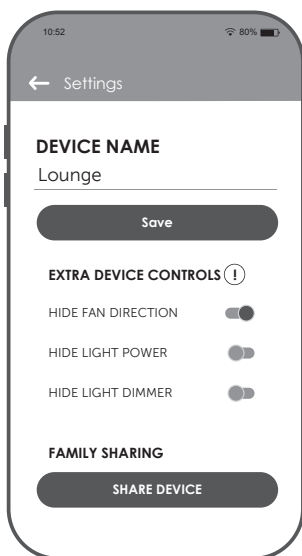 10:52 80%
Settings
DEVICE NAME
Lounge
Save
EXTRA DEVICE CONTROLS !
HIDE FAN DIRECTION
HIDE LIGHT POWER
HIDE LIGHT DIMMER
FAMILY SHARING
SHARE DEVICE